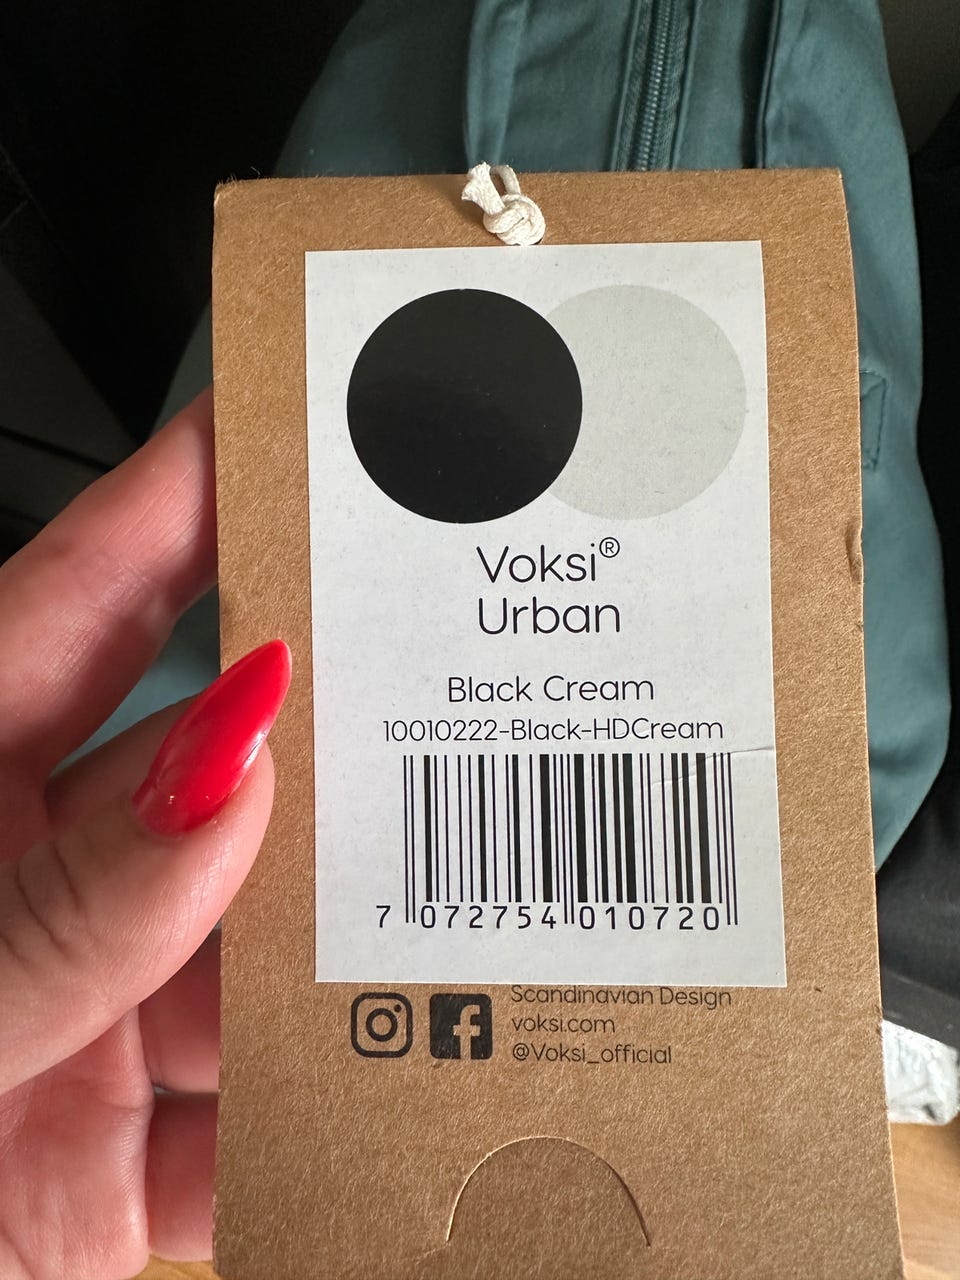 Voksi®
Urban
Black Cream
10010222-Black-HDCream
7 072754 010720
Scandinavian Design
voksi.com
@Voksi_official